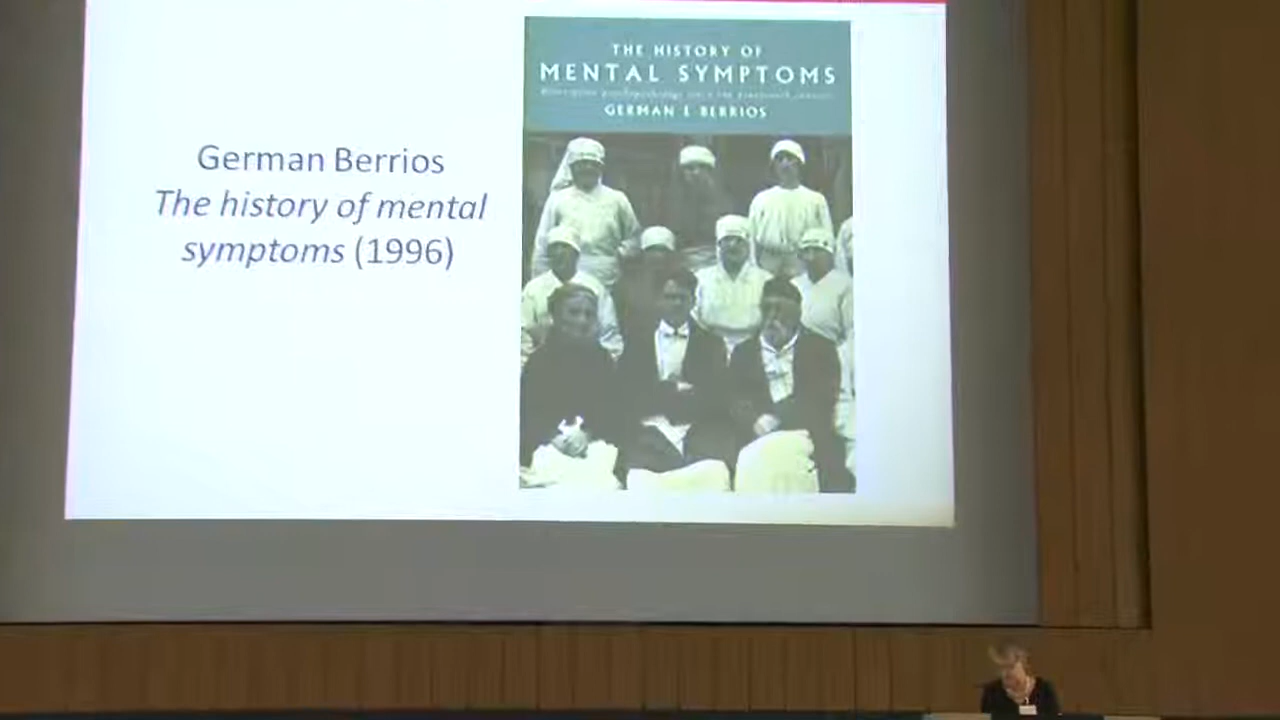 German Berrios
The history of mental
symptoms (1996)
THE HISTORY OF
MENTAL SYMPTOMS
GERMAN E BERRIOS